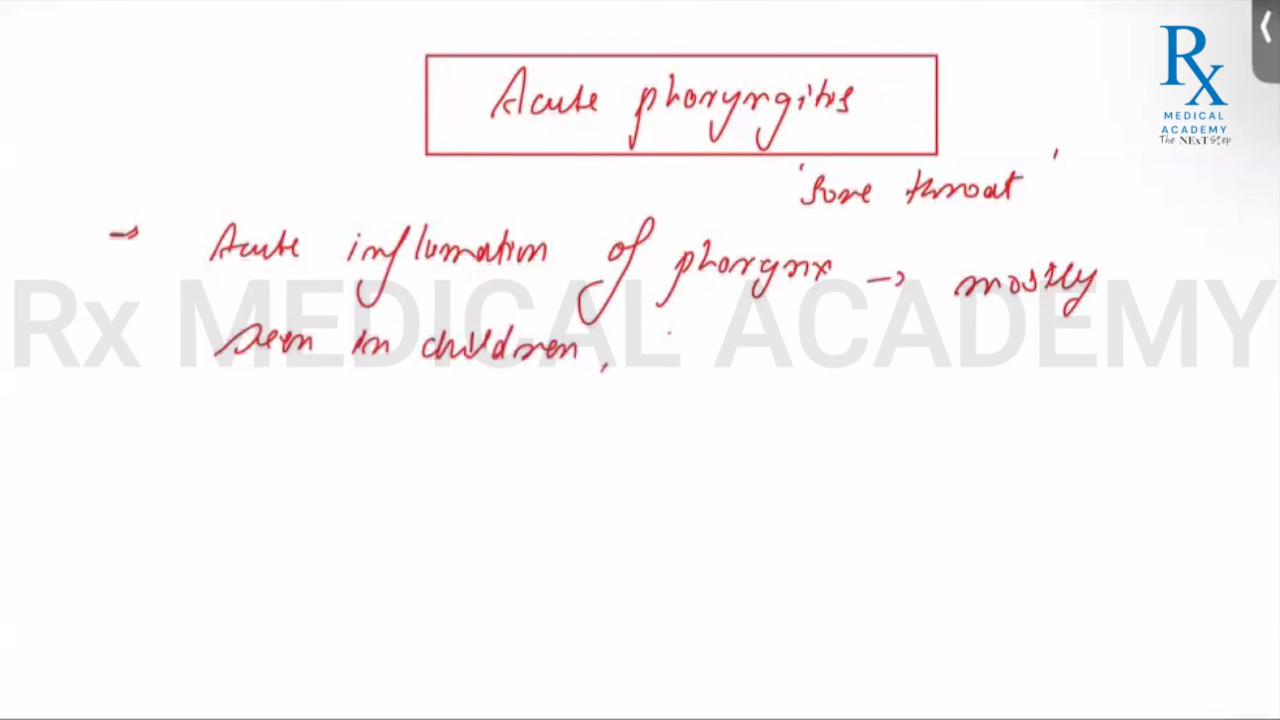 Acute pharyngitis
Rx
MEDICAL
ACADEMY
The NExT Step
'Sore throat'
→ Acute inflamation of pharynx → mostly
seen in children,
Rx MEDICAL ACADEMY